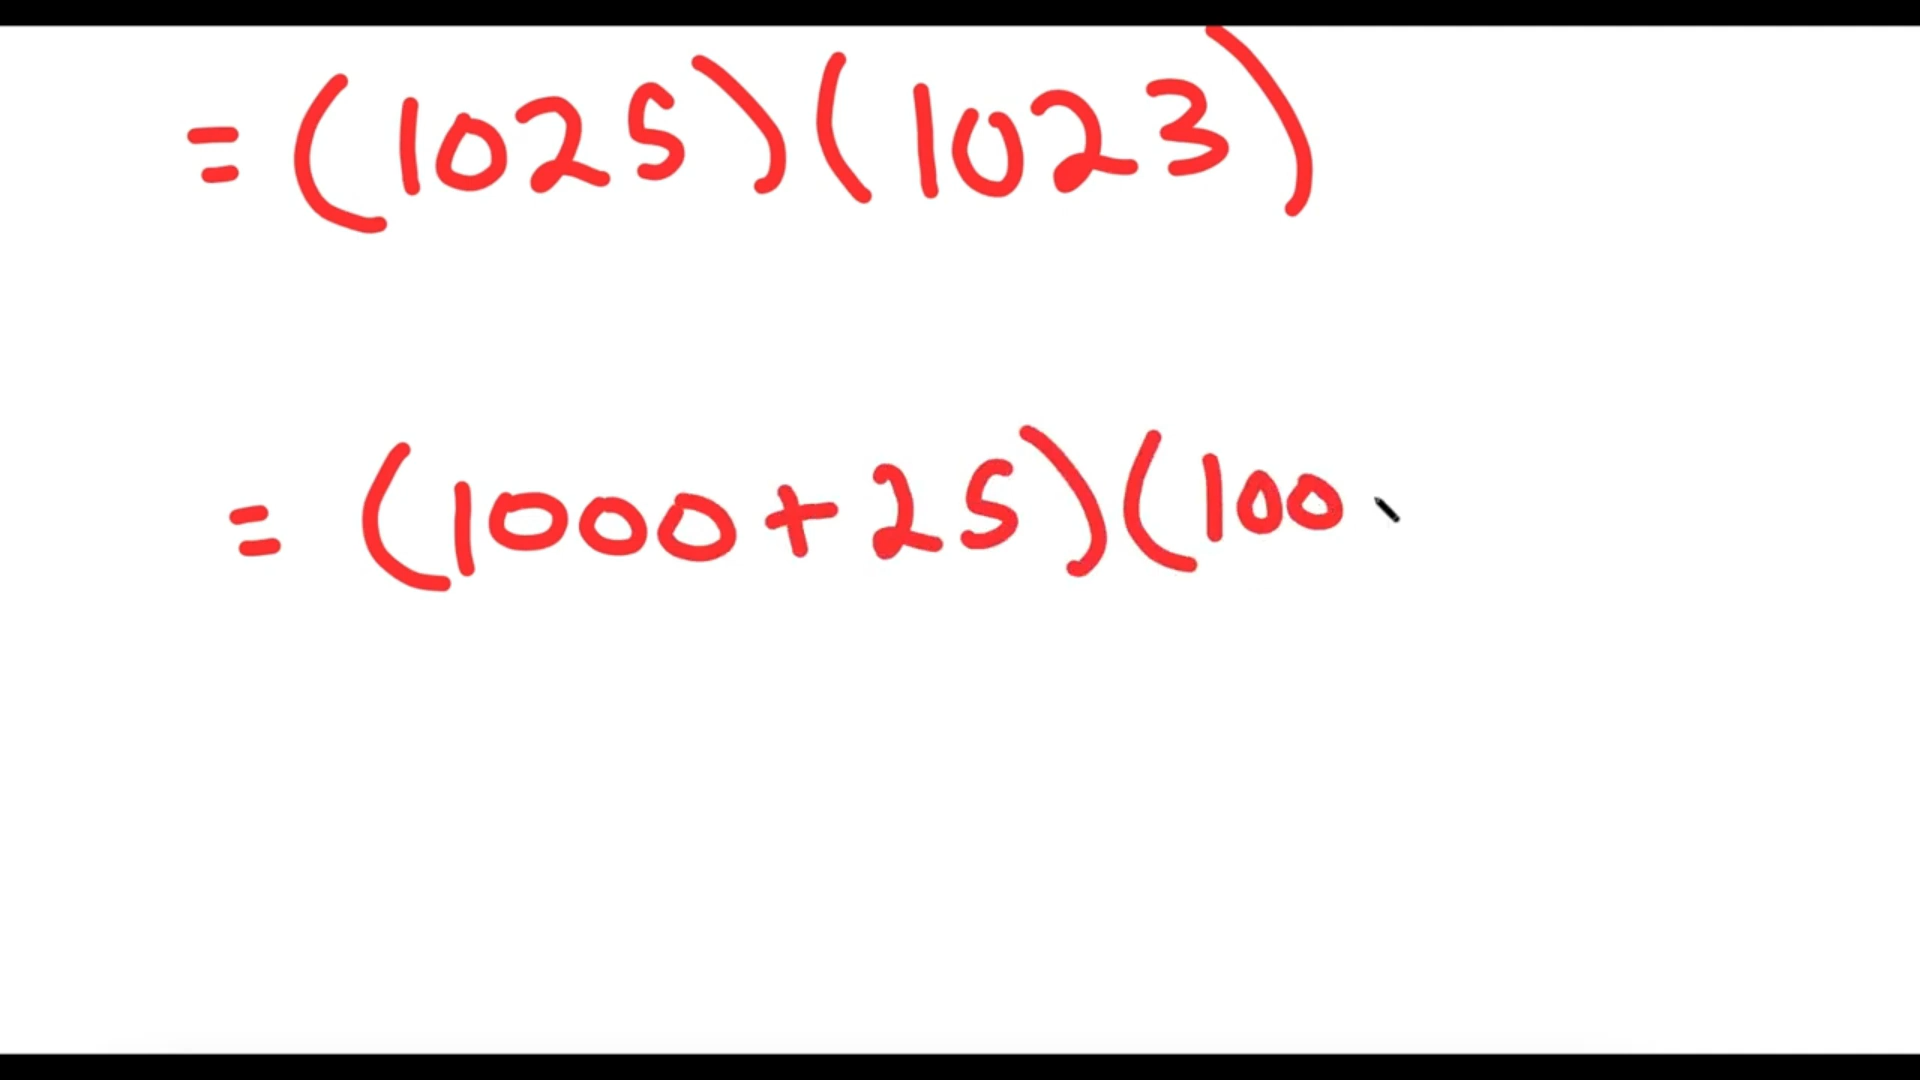 = (1025)(1023)
= (1000+25)(100